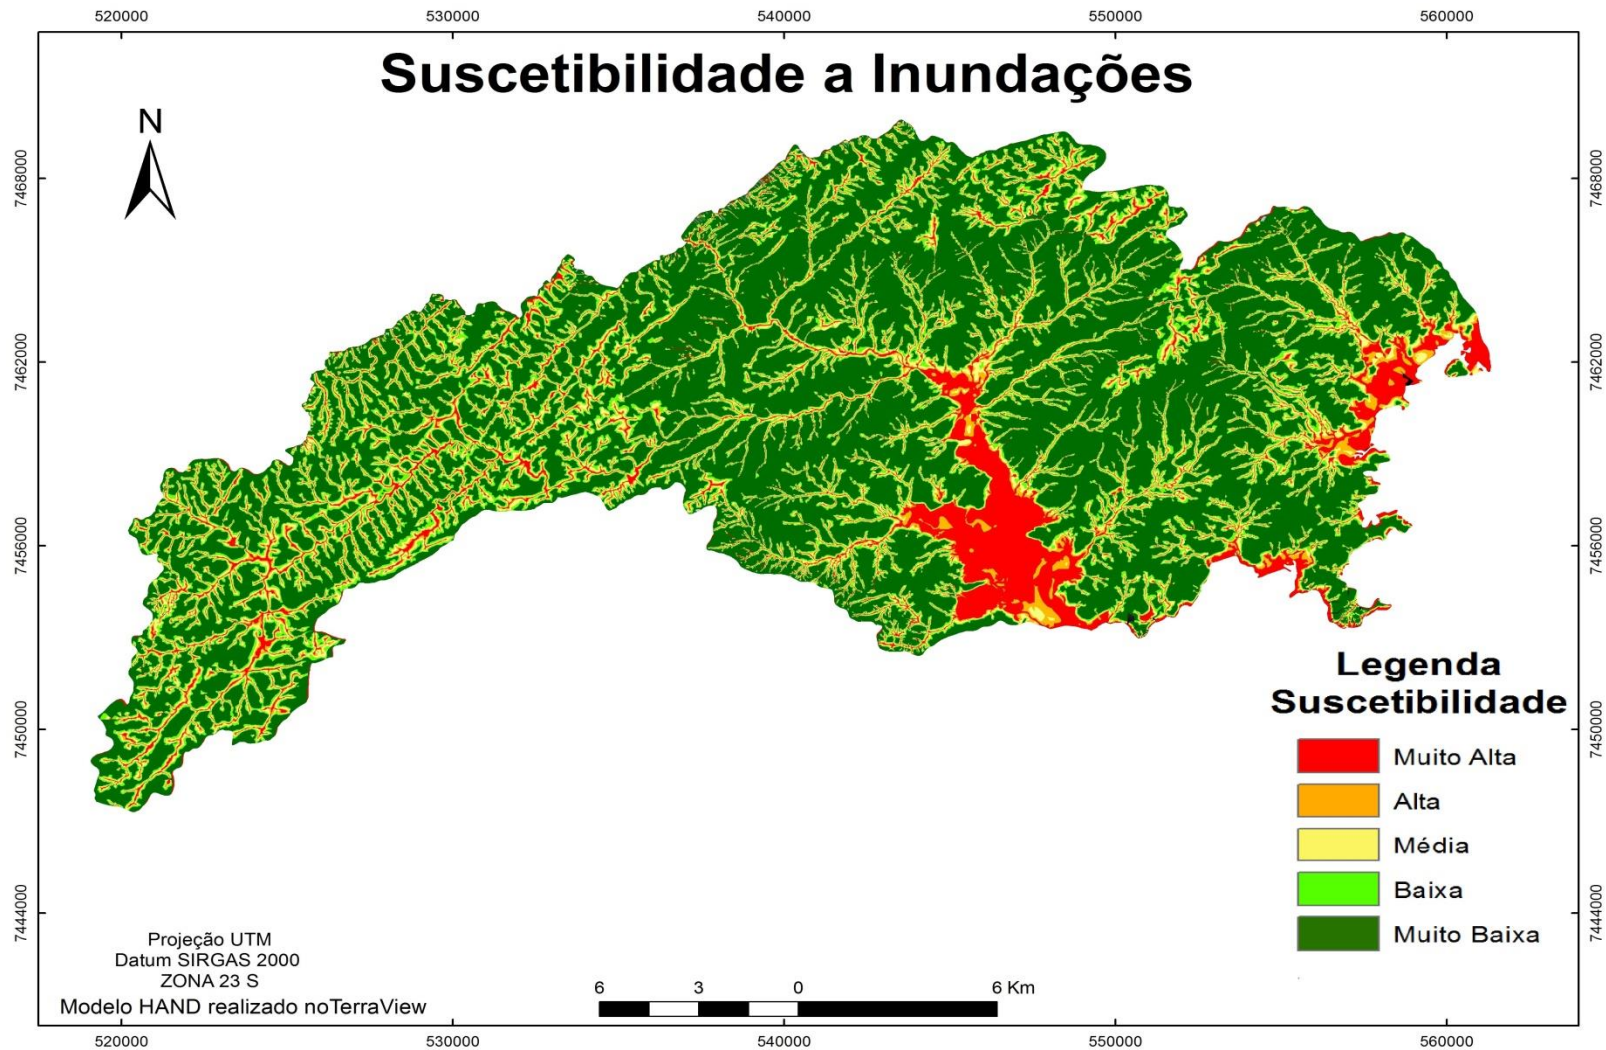 520000 530000 540000 550000 560000
Suscetibilidade a Inundações
N
7468000 7468000
7462000 7462000
7456000 7456000
7450000 7450000
7444000 7444000
Legenda
Suscetibilidade
Muito Alta
Alta
Média
Baixa
Muito Baixa
Projeção UTM
Datum SIRGAS 2000
ZONA 23 S
Modelo HAND realizado noTerraView
6 3 0 6 Km
520000 530000 540000 550000 560000